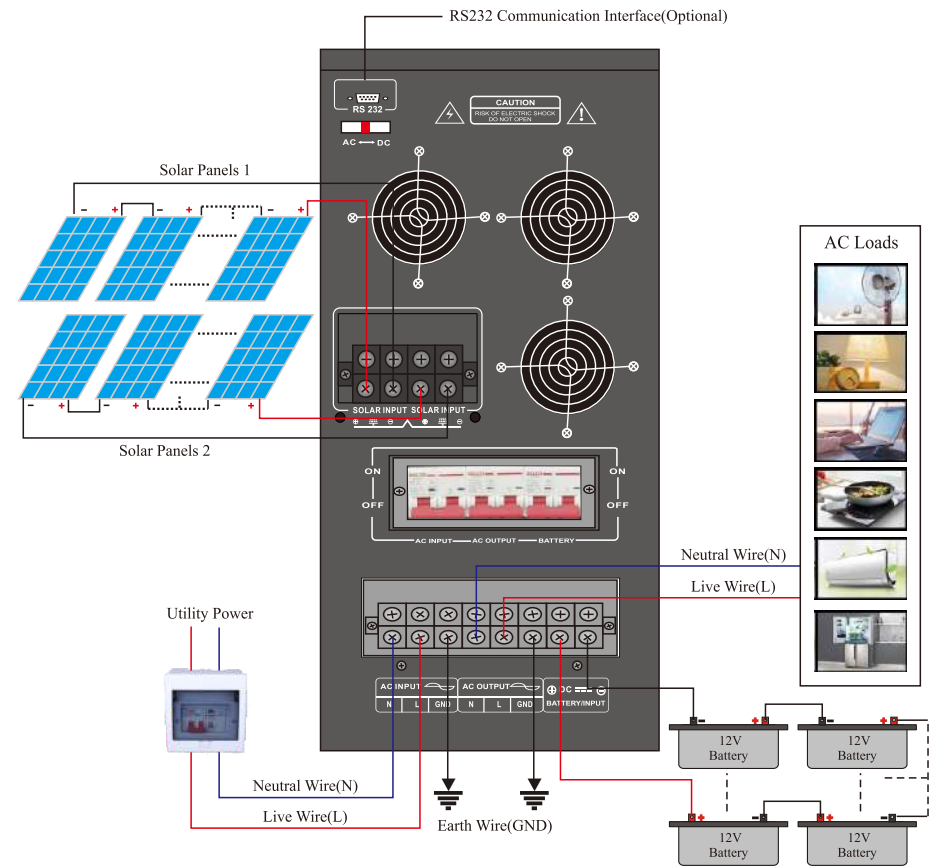 RS232 Communication Interface(Optional)
RS 232
AC ⟷ DC
CAUTION
RISK OF ELECTRIC SHOCK
DO NOT OPEN
Solar Panels 1
- + - + - +
AC Loads
- + - + - +
SOLAR INPUT SOLAR INPUT
⊕ ⊖ ⊕ ⊖
Solar Panels 2
ON ON
OFF OFF
AC INPUT AC OUTPUT BATTERY
Neutral Wire(N)
Live Wire(L)
Utility Power
AC INPUT AC OUTPUT ⊕ DC ⊖
N L GND N L GND BATTERY/INPUT
- + - +
12V 12V
Battery Battery
Neutral Wire(N)
Live Wire(L)
Earth Wire(GND)
+ - + -
12V 12V
Battery Battery